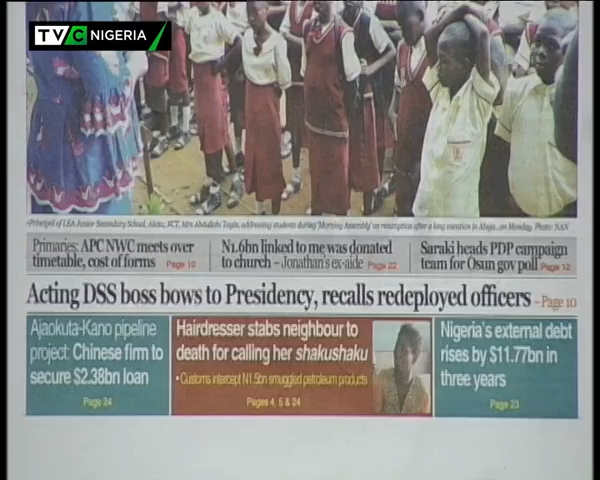 TVC NIGERIA
-Principal of LEA Junior Secondary School, Abdullahi addressing students during 'Morning Assembly' on resumption after a long vacation in Abuja...on Monday. Photo: NAN
Primaries: APC NWC meets over
timetable, cost of forms Page 10
N1.6bn linked to me was donated
to church – Jonathan's ex-aide Page 22
Saraki heads PDP campaign
team for Osun gov poll Page 12
Acting DSS boss bows to Presidency, recalls redeployed officers – Page 10
Ajaokuta-Kano pipeline
project: Chinese firm to
secure $2.38bn loan
Page 24
Hairdresser stabs neighbour to
death for calling her shakushaku
• Customs intercept N1.5bn smuggled petroleum products
Pages 4, 5 & 24
Nigeria's external debt
rises by $11.77bn in
three years
Page 23